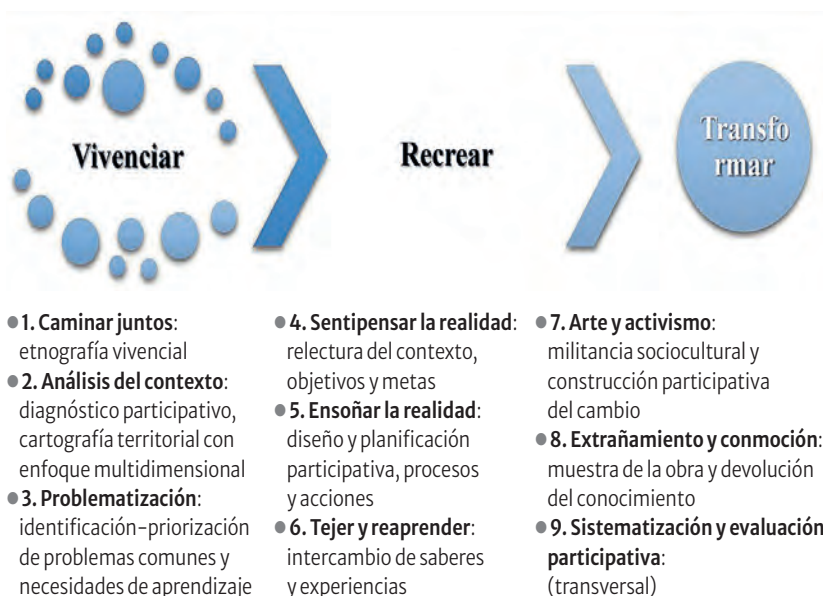 Vivenciar
Recrear
Transfo
rmar
1. Caminar juntos:
etnografía vivencial
2. Análisis del contexto:
diagnóstico participativo,
cartografía territorial con
enfoque multidimensional
3. Problematización:
identificación-priorización
de problemas comunes y
necesidades de aprendizaje
4. Sentipensar la realidad:
relectura del contexto,
objetivos y metas
5. Ensoñar la realidad:
diseño y planificación
participativa, procesos
y acciones
6. Tejer y reaprender:
intercambio de saberes
y experiencias
7. Arte y activismo:
militancia sociocultural y
construcción participativa
del cambio
8. Extrañamiento y conmoción:
muestra de la obra y devolución
del conocimiento
9. Sistematización y evaluación
participativa:
(transversal)